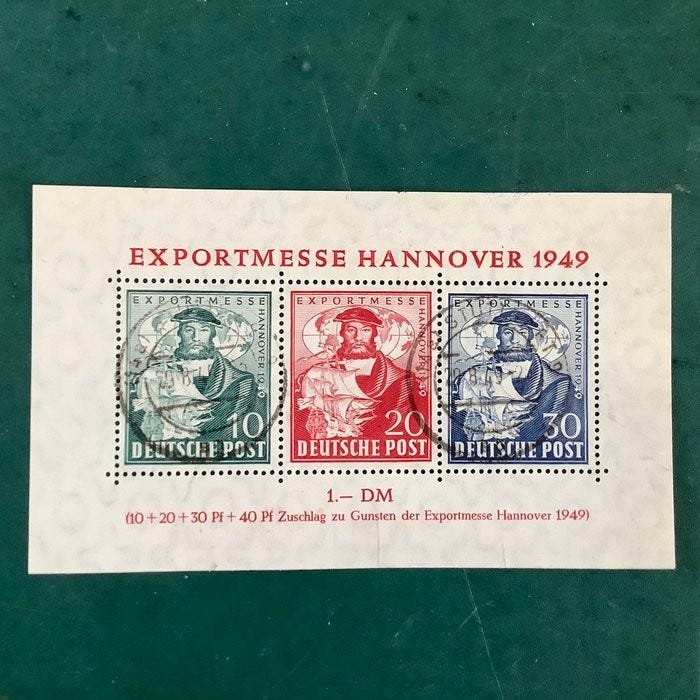 EXPORTMESSE HANNOVER 1949
EXPORTMESSE
HANNOVER 1949
10
DEUTSCHE POST
EXPORTMESSE
HANNOVER 1949
20
DEUTSCHE POST
EXPORTMESSE
HANNOVER 1949
30
DEUTSCHE POST
1.— DM
(10+20+30 Pf+40 Pf Zuschlag zu Gunsten der Exportmesse Hannover 1949)